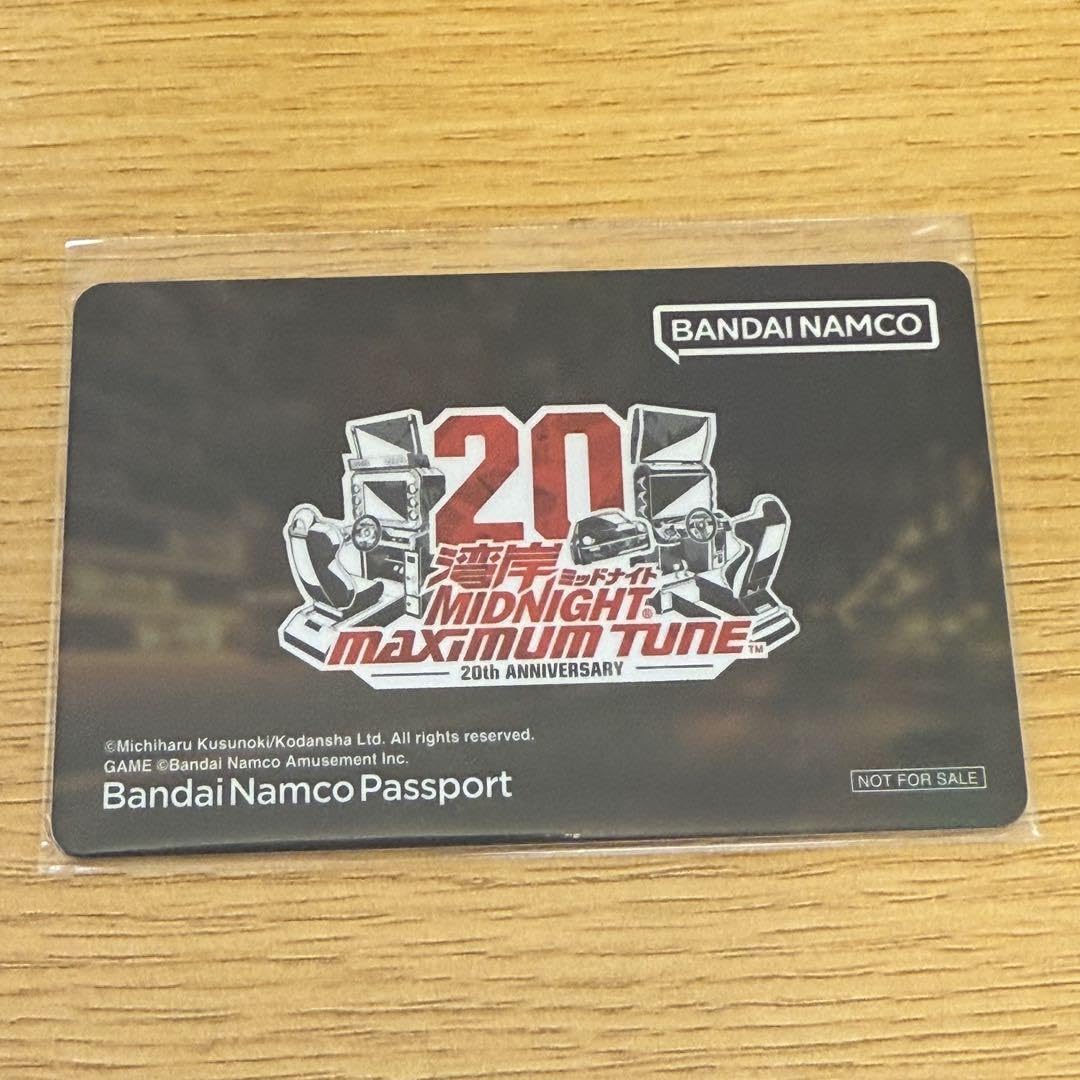 BANDAI NAMCO
20
湾岸 ミッドナイト
MIDNIGHT®
MAXIMUM TUNE™
20th ANNIVERSARY
©Michiharu Kusunoki/Kodansha Ltd. All rights reserved.
GAME ©Bandai Namco Amusement Inc.
Bandai Namco Passport
NOT FOR SALE